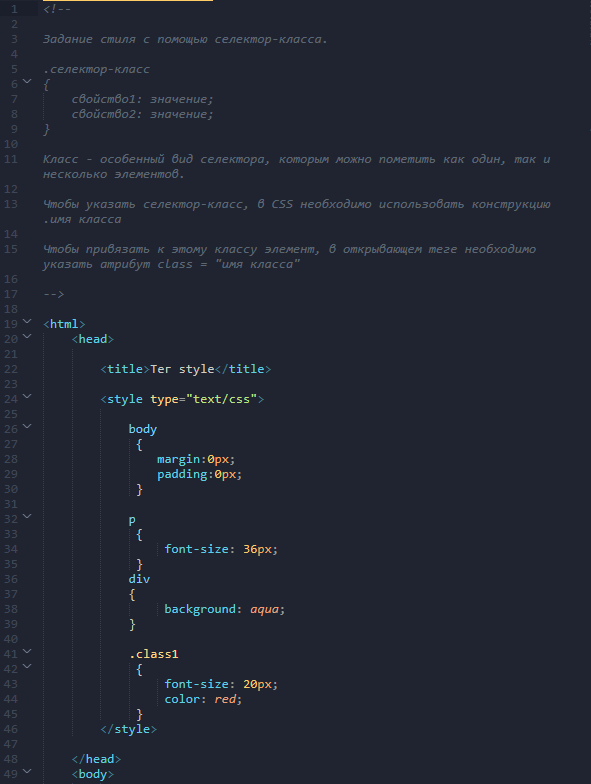 1 <!--
2
3 Задание стиля с помощью селектор-класса.
4
5 .селектор-класс
6 {
7 свойство1: значение;
8 свойство2: значение;
9 }
10
11 Класс - особенный вид селектора, которым можно пометить как один, так и
несколько элементов.
12
13 Чтобы указать селектор-класс, в CSS необходимо использовать конструкцию
.имя класса
14
15 Чтобы привязать к этому классу элемент, в открывающем теге необходимо
указать атрибут class = "имя класса"
16
17 -->
18
19 <html>
20 <head>
21
22 <title>Тег style</title>
23
24 <style type="text/css">
25
26 body
27 {
28 margin:0px;
29 padding:0px;
30 }
31
32 p
33 {
34 font-size: 36px;
35 }
36 div
37 {
38 background: aqua;
39 }
40
41 .class1
42 {
43 font-size: 20px;
44 color: red;
45 }
46 </style>
47
48 </head>
49 <body>